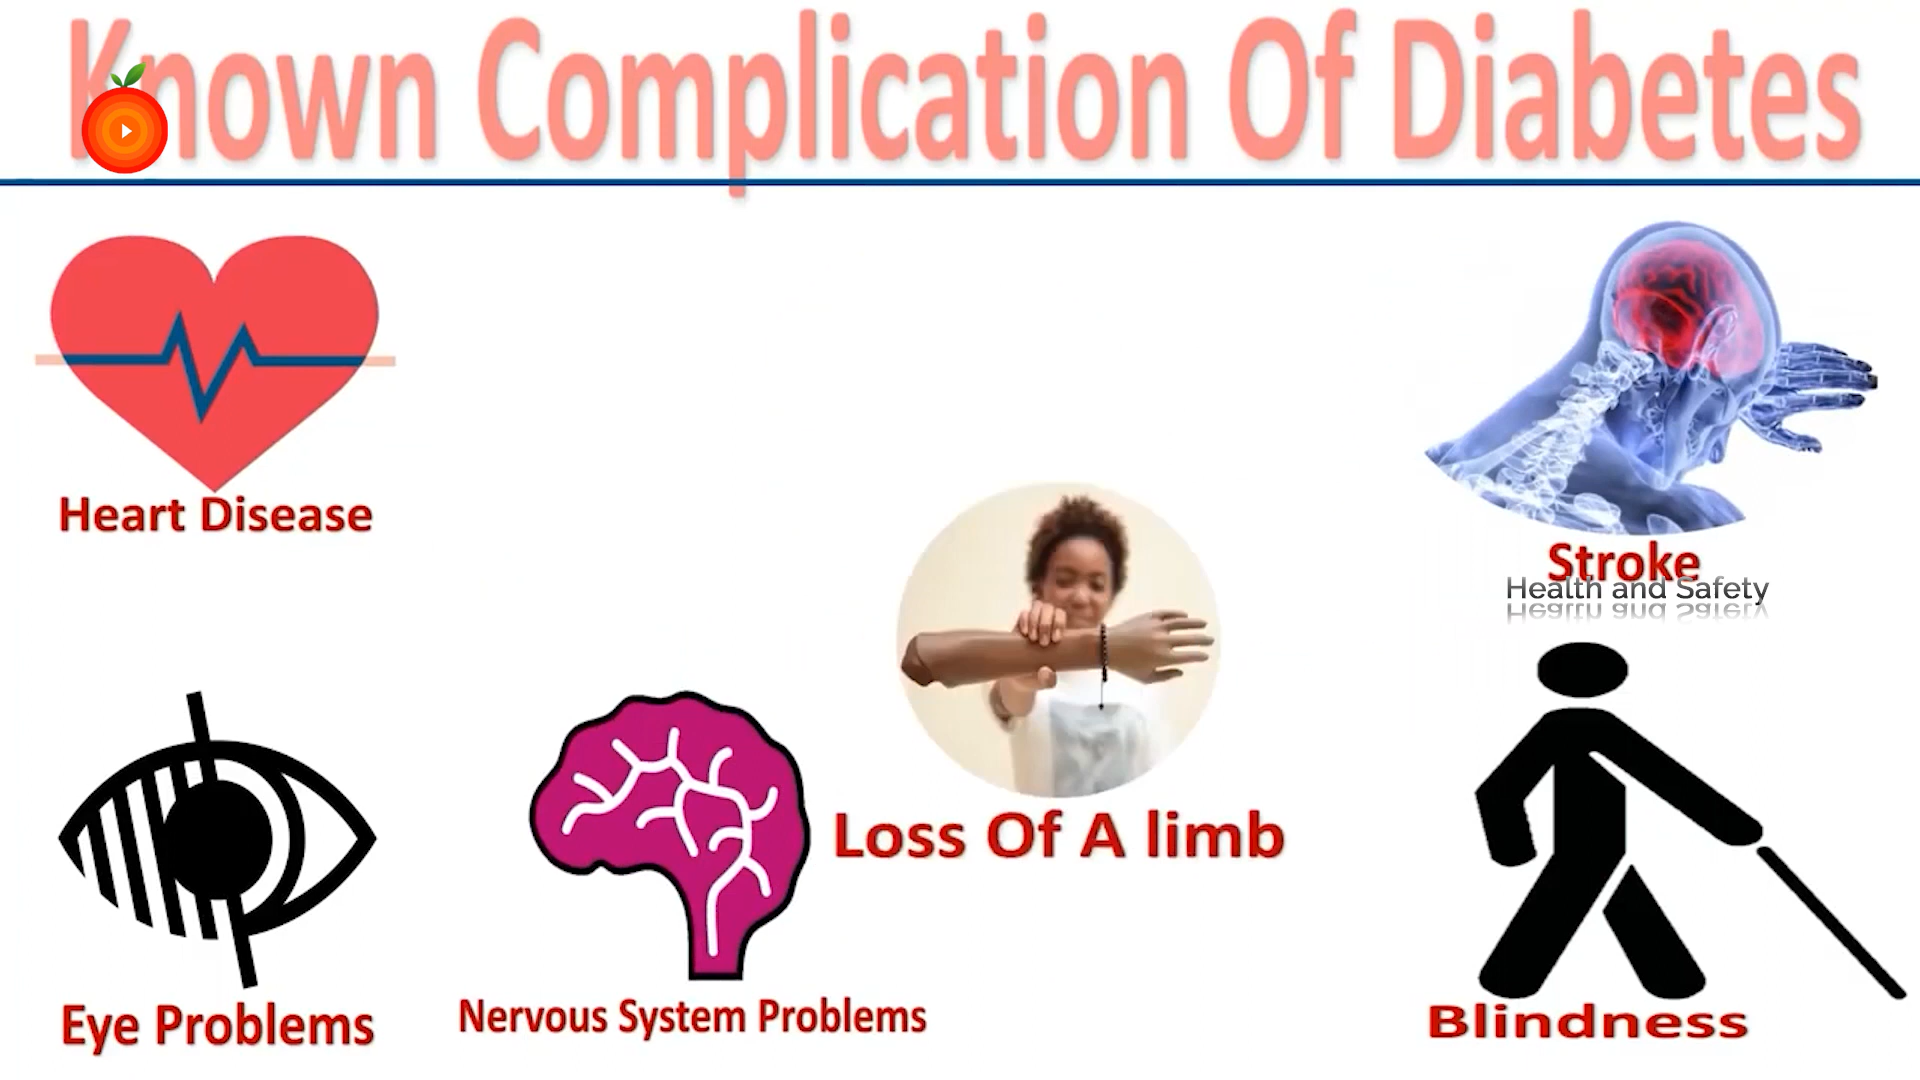 Known Complication Of Diabetes
Heart Disease
Stroke
Health and Safety
Loss Of A limb
Eye Problems
Nervous System Problems
Blindness